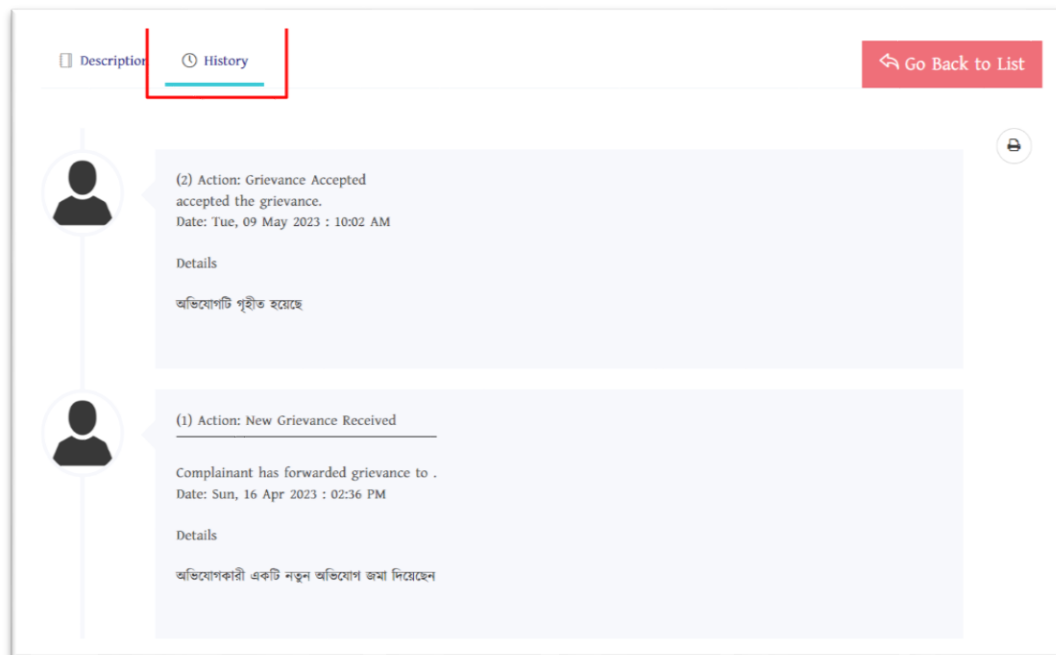 Description
History
Go Back to List
(2) Action: Grievance Accepted
accepted the grievance.
Date: Tue, 09 May 2023 : 10:02 AM
Details
অভিযোগটি গৃহীত হয়েছে
(1) Action: New Grievance Received
Complainant has forwarded grievance to .
Date: Sun, 16 Apr 2023 : 02:36 PM
Details
অভিযোগকারী একটি নতুন অভিযোগ জমা দিয়েছেন